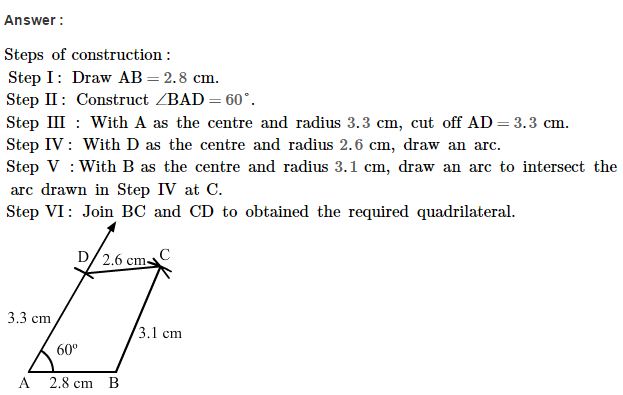 Answer :
Steps of construction :
Step I : Draw AB = 2.8 cm.
Step II : Construct ∠BAD = 60°.
Step III : With A as the centre and radius 3.3 cm, cut off AD = 3.3 cm.
Step IV : With D as the centre and radius 2.6 cm, draw an arc.
Step V : With B as the centre and radius 3.1 cm, draw an arc to intersect the
arc drawn in Step IV at C.
Step VI : Join BC and CD to obtained the required quadrilateral.
D 2.6 cm C
3.3 cm
3.1 cm
60°
A 2.8 cm B